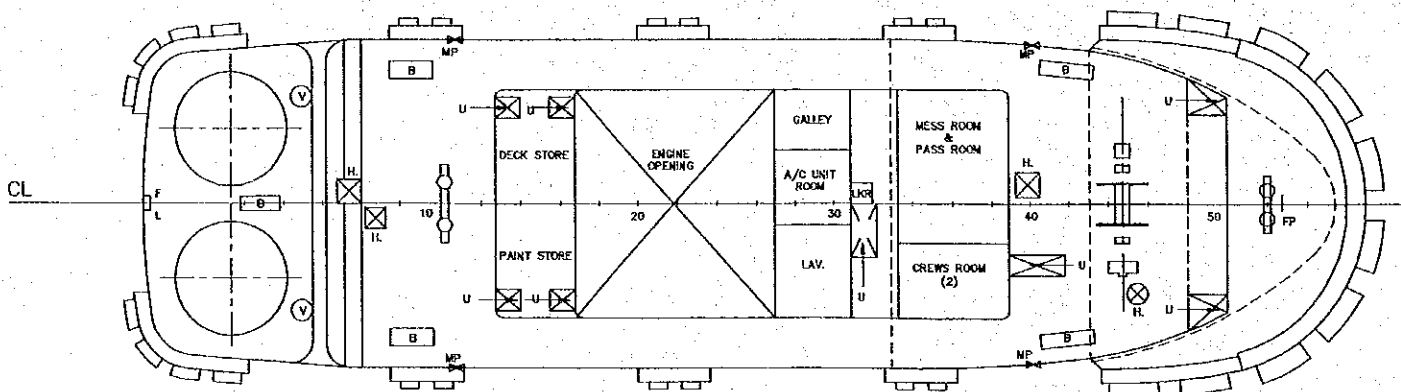 MP
MP
B
B
V
U
U
U
GALLEY
MESS ROOM
&
PASS ROOM
DECK STORE
ENGINE
OPENING
A/C UNIT
ROOM
H.
H.
LKR
CL
F
B
10
20
30
40
50
FP
L
H.
PAINT STORE
LAV.
CREWS ROOM
(2)
U
U
U
U
U
H.
V
B
B
MP
MP